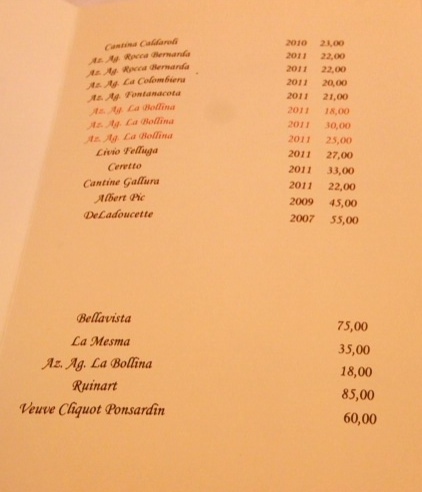 Cantina Caldaroli 2010 23,00
Az. Ag. Rocca Bernarda 2011 22,00
Az. Ag. Rocca Bernarda 2011 22,00
Az. Ag. La Colombiera 2011 20,00
Az. Ag. Fontanacota 2011 21,00
Az. Ag. La Bollina 2011 18,00
Az. Ag. La Bollina 2011 30,00
Az. Ag. La Bollina 2011 25,00
Livio Felluga 2011 27,00
Ceretto 2011 33,00
Cantine Gallura 2011 22,00
Albert Pic 2009 45,00
DeLadoucette 2007 55,00
Bellavista 75,00
La Mesma 35,00
Az. Ag. La Bollina 18,00
Ruinart 85,00
Veuve Cliquot Ponsardin 60,00